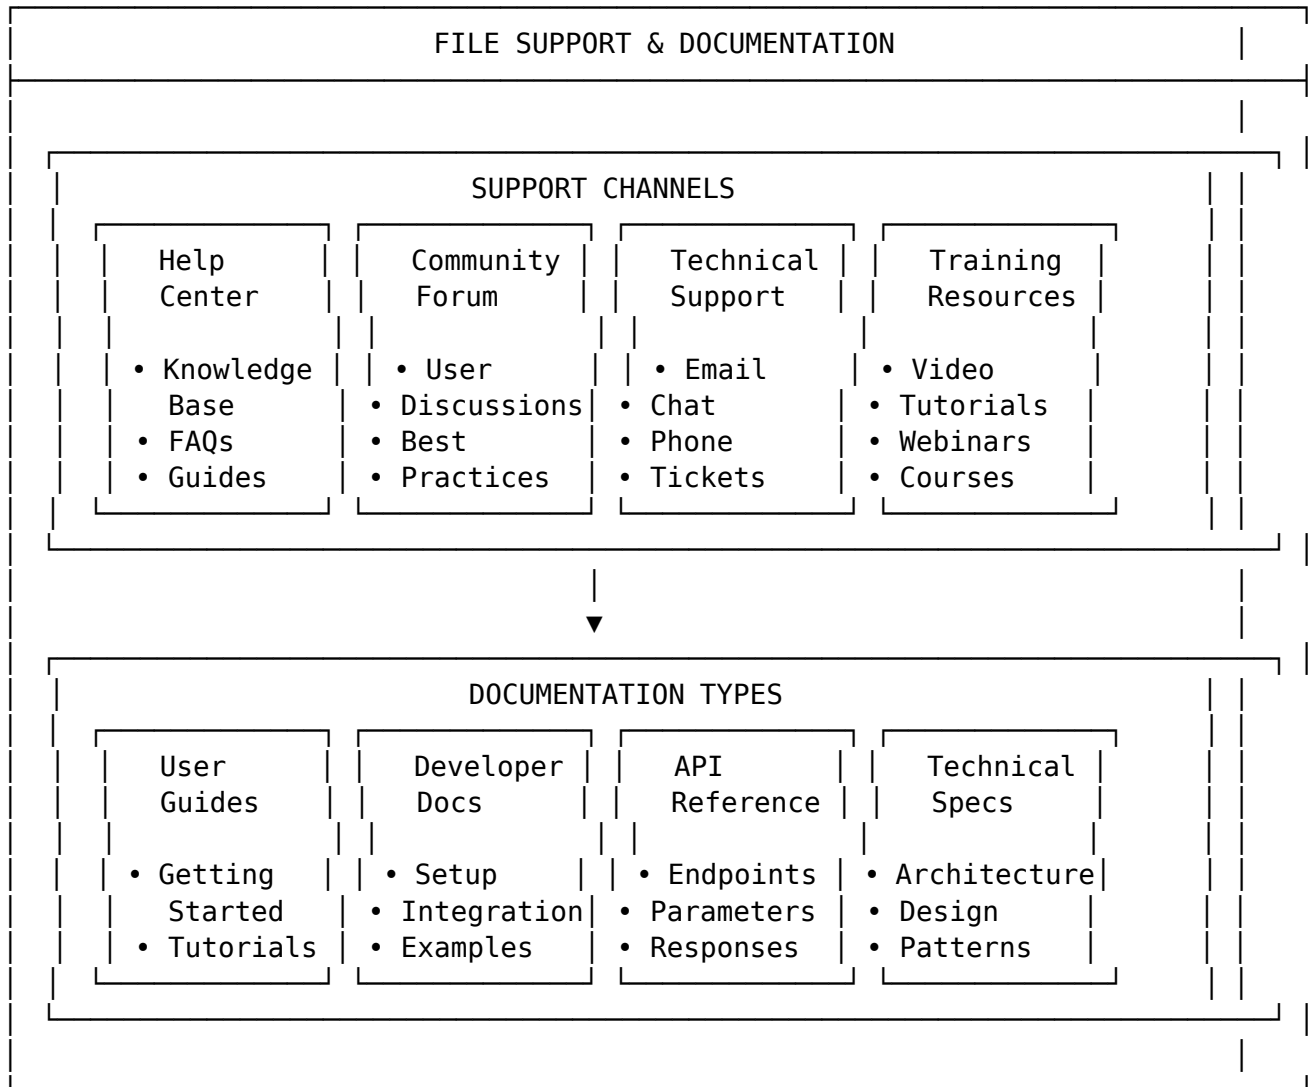 FILE SUPPORT & DOCUMENTATION
SUPPORT CHANNELS
Help Community Technical Training
Center Forum Support Resources
• Knowledge • User • Email • Video
Base • Discussions • Chat • Tutorials
• FAQs • Best • Phone • Webinars
• Guides • Practices • Tickets • Courses
▼
DOCUMENTATION TYPES
User Developer API Technical
Guides Docs Reference Specs
• Getting • Setup • Endpoints • Architecture
Started • Integration • Parameters • Design
• Tutorials • Examples • Responses • Patterns